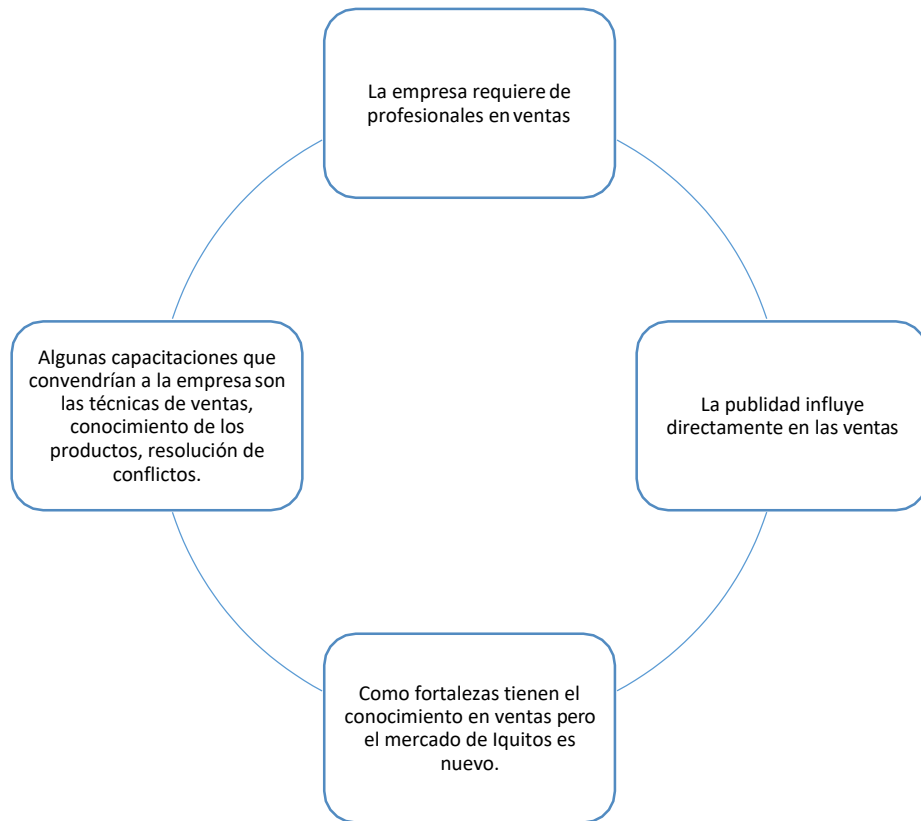 La empresa requiere de
profesionales en ventas
Algunas capacitaciones que
convendrían a la empresa son
las técnicas de ventas,
conocimiento de los
productos, resolución de
conflictos.
La publidad influye
directamente en las ventas
Como fortalezas tienen el
conocimiento en ventas pero
el mercado de Iquitos es
nuevo.